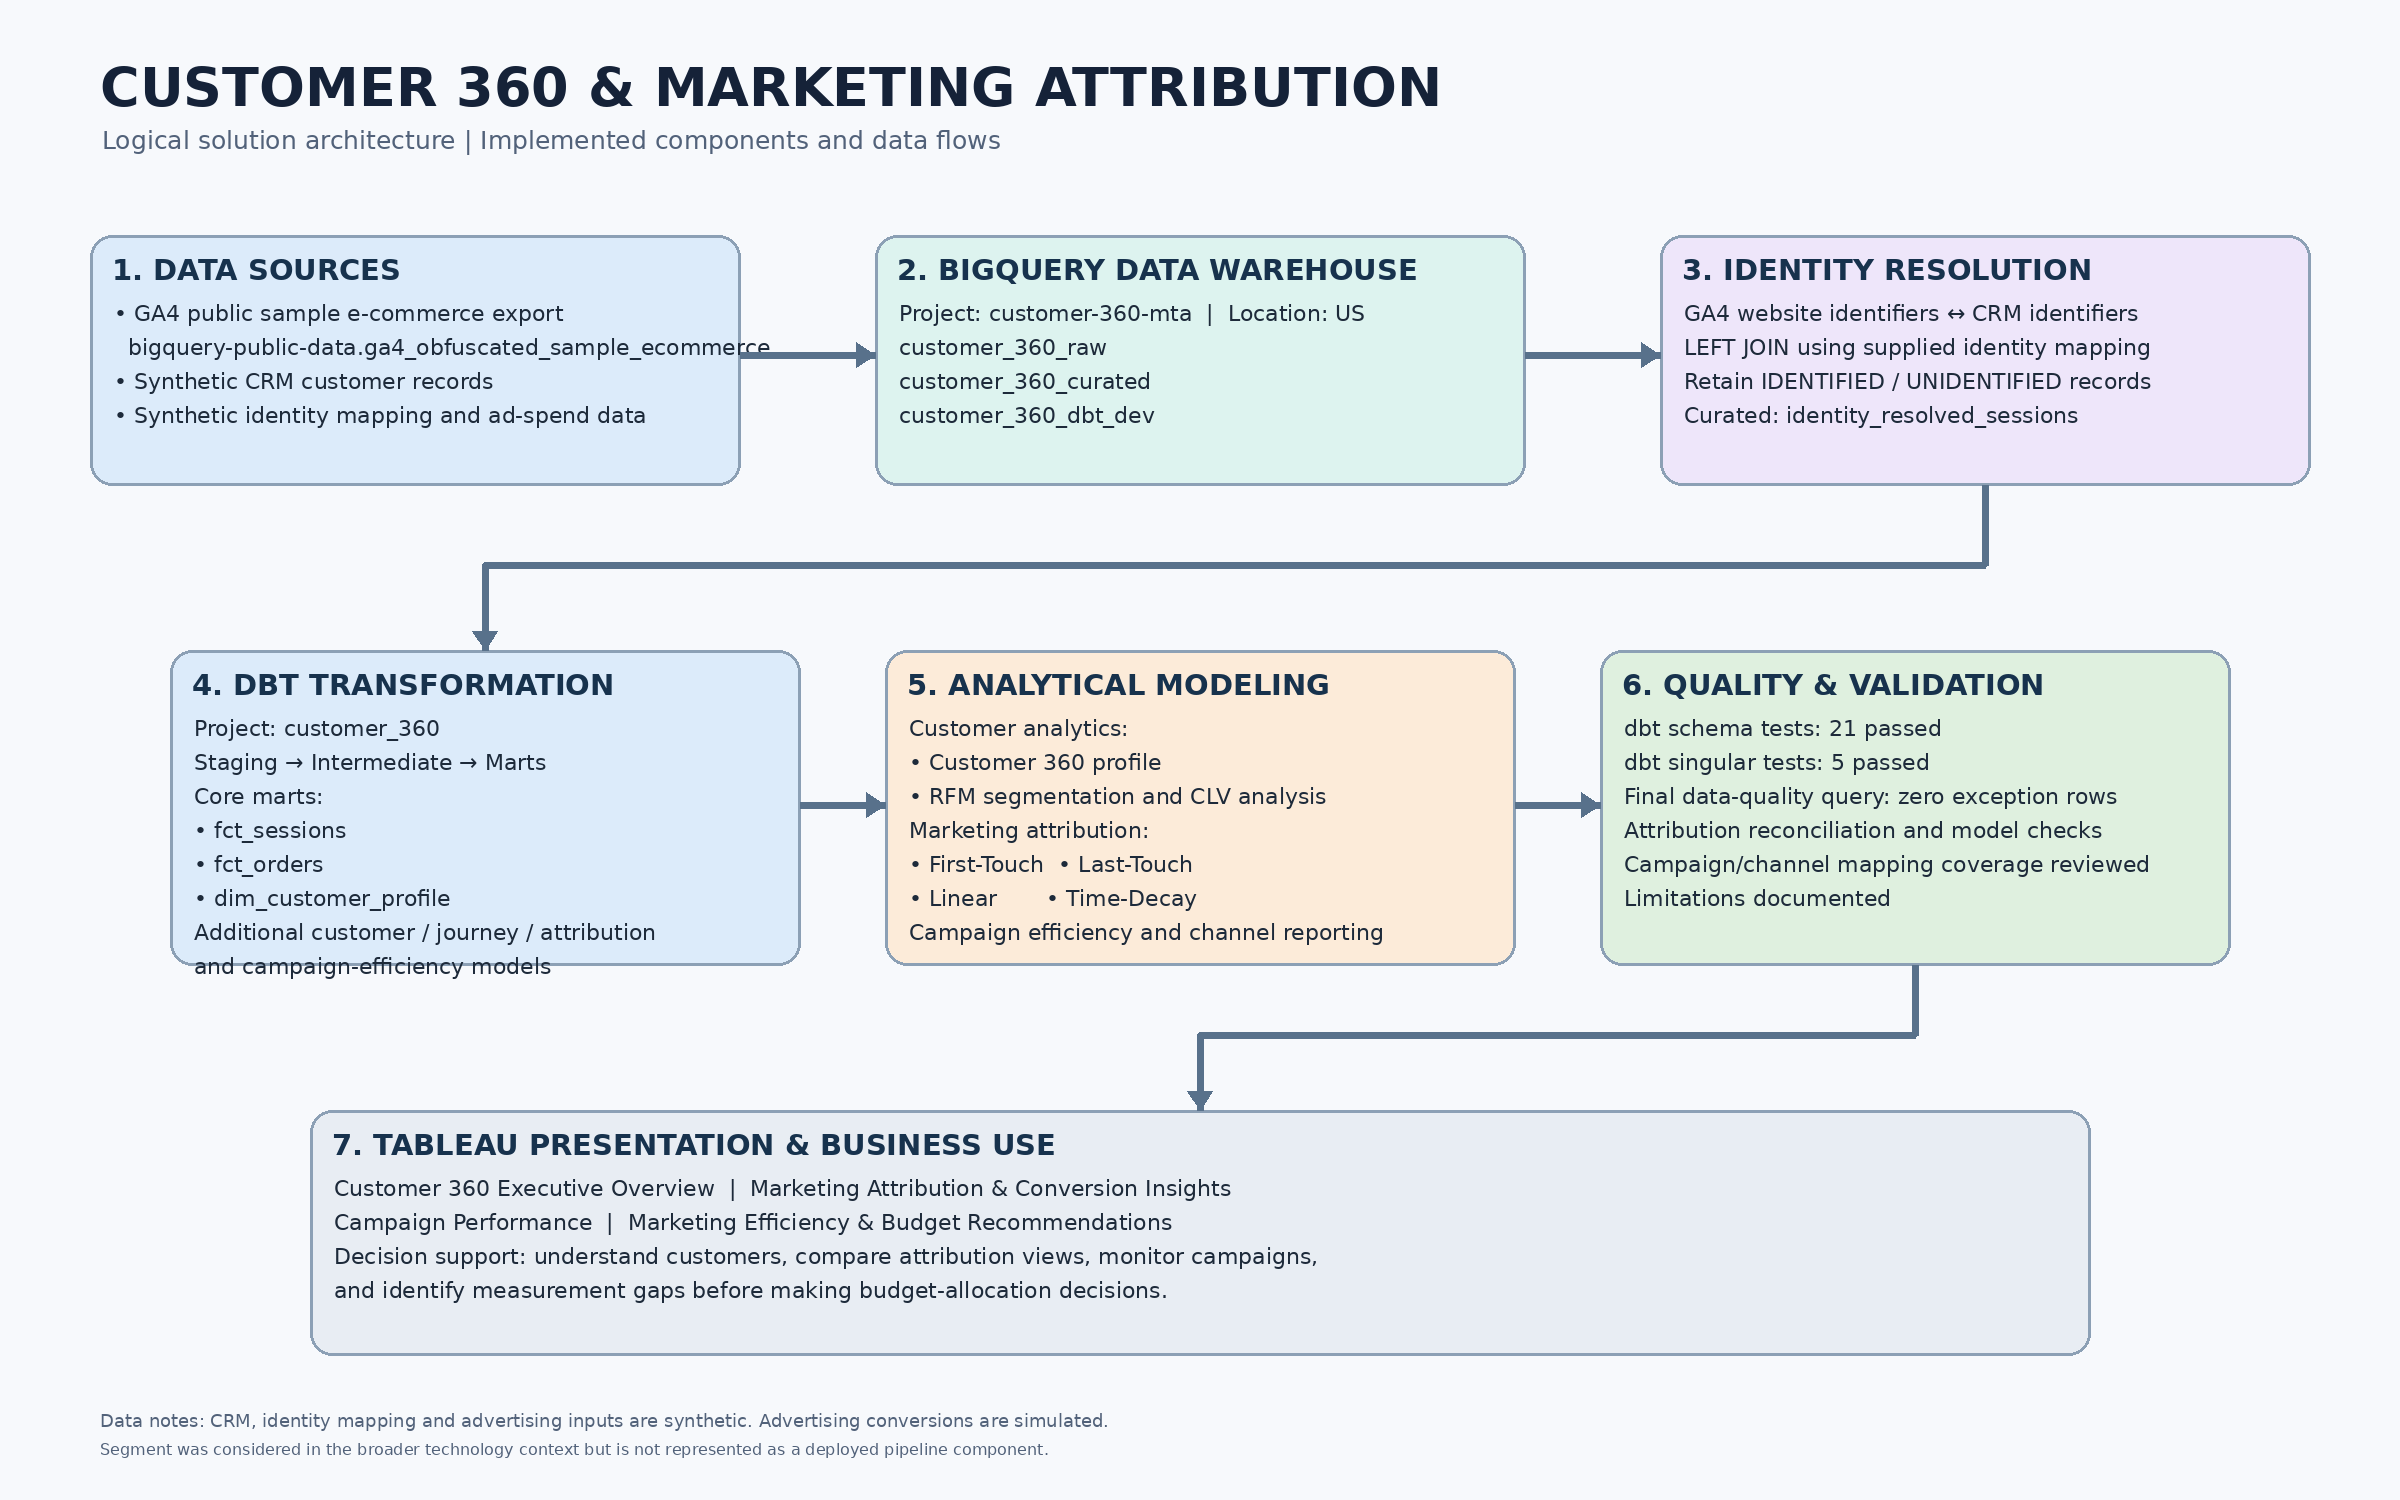 CUSTOMER 360 & MARKETING ATTRIBUTION
Logical solution architecture | Implemented components and data flows
1. DATA SOURCES
• GA4 public sample e-commerce export
bigquery-public-data.ga4_obfuscated_sample_ecommerce
• Synthetic CRM customer records
• Synthetic identity mapping and ad-spend data
2. BIGQUERY DATA WAREHOUSE
Project: customer-360-mta | Location: US
customer_360_raw
customer_360_curated
customer_360_dbt_dev
3. IDENTITY RESOLUTION
GA4 website identifiers ↔ CRM identifiers
LEFT JOIN using supplied identity mapping
Retain IDENTIFIED / UNIDENTIFIED records
Curated: identity_resolved_sessions
4. DBT TRANSFORMATION
Project: customer_360
Staging → Intermediate → Marts
Core marts:
• fct_sessions
• fct_orders
• dim_customer_profile
Additional customer / journey / attribution
and campaign-efficiency models
5. ANALYTICAL MODELING
Customer analytics:
• Customer 360 profile
• RFM segmentation and CLV analysis
Marketing attribution:
• First-Touch • Last-Touch
• Linear • Time-Decay
Campaign efficiency and channel reporting
6. QUALITY & VALIDATION
dbt schema tests: 21 passed
dbt singular tests: 5 passed
Final data-quality query: zero exception rows
Attribution reconciliation and model checks
Campaign/channel mapping coverage reviewed
Limitations documented
7. TABLEAU PRESENTATION & BUSINESS USE
Customer 360 Executive Overview | Marketing Attribution & Conversion Insights
Campaign Performance | Marketing Efficiency & Budget Recommendations
Decision support: understand customers, compare attribution views, monitor campaigns,
and identify measurement gaps before making budget-allocation decisions.
Data notes: CRM, identity mapping and advertising inputs are synthetic. Advertising conversions are simulated.
Segment was considered in the broader technology context but is not represented as a deployed pipeline component.